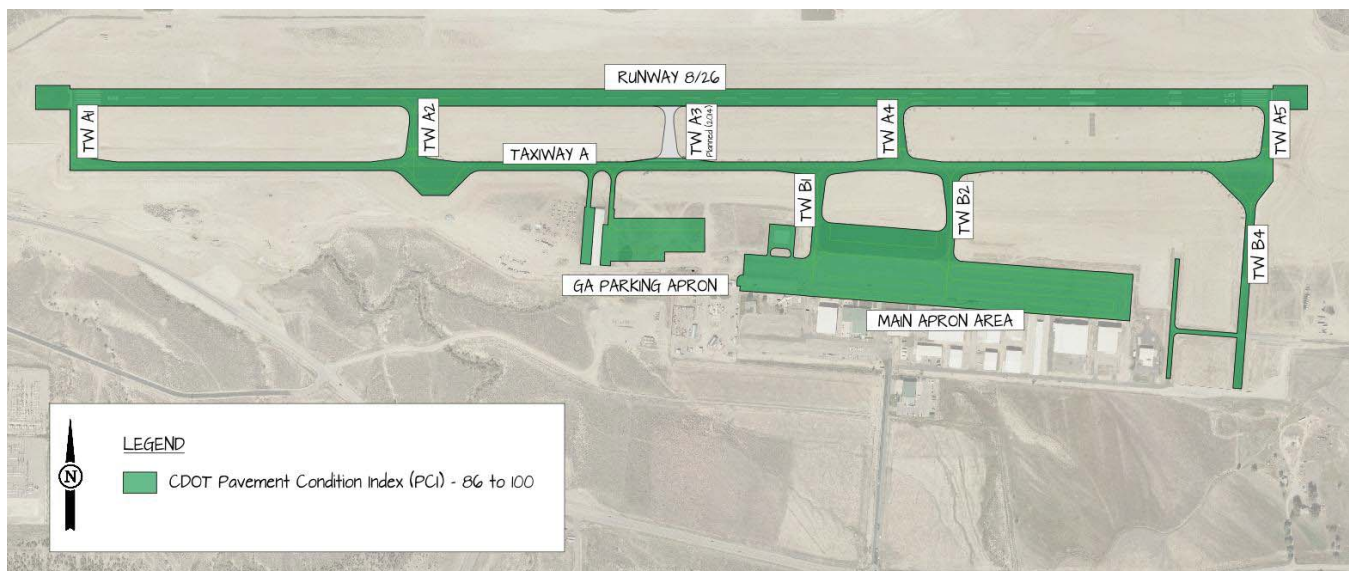 RUNWAY 8/26
TW A1
TW A2
TW A3
Planned (2014)
TW A4
TW A5
TAXIWAY A
TW B1
TW B2
TW B4
GA PARKING APRON
MAIN APRON AREA
LEGEND
N
CDOT Pavement Condition Index (PCI) - 86 to 100
26